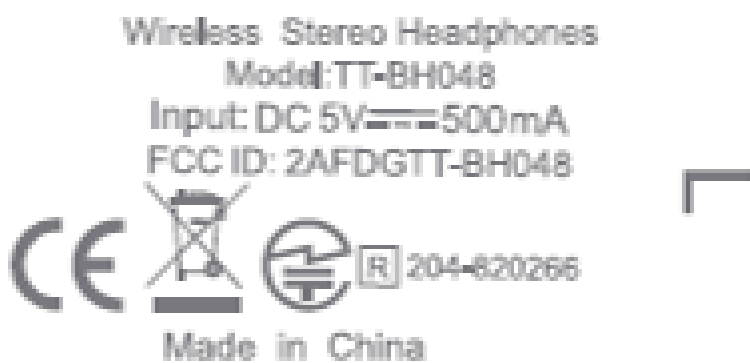 Wireless Stereo Headphones
Model:TT-BH048
Input: DC 5V⎓500mA
FCC ID: 2AFDGTT-BH048
CE R 204-820266
Made in China